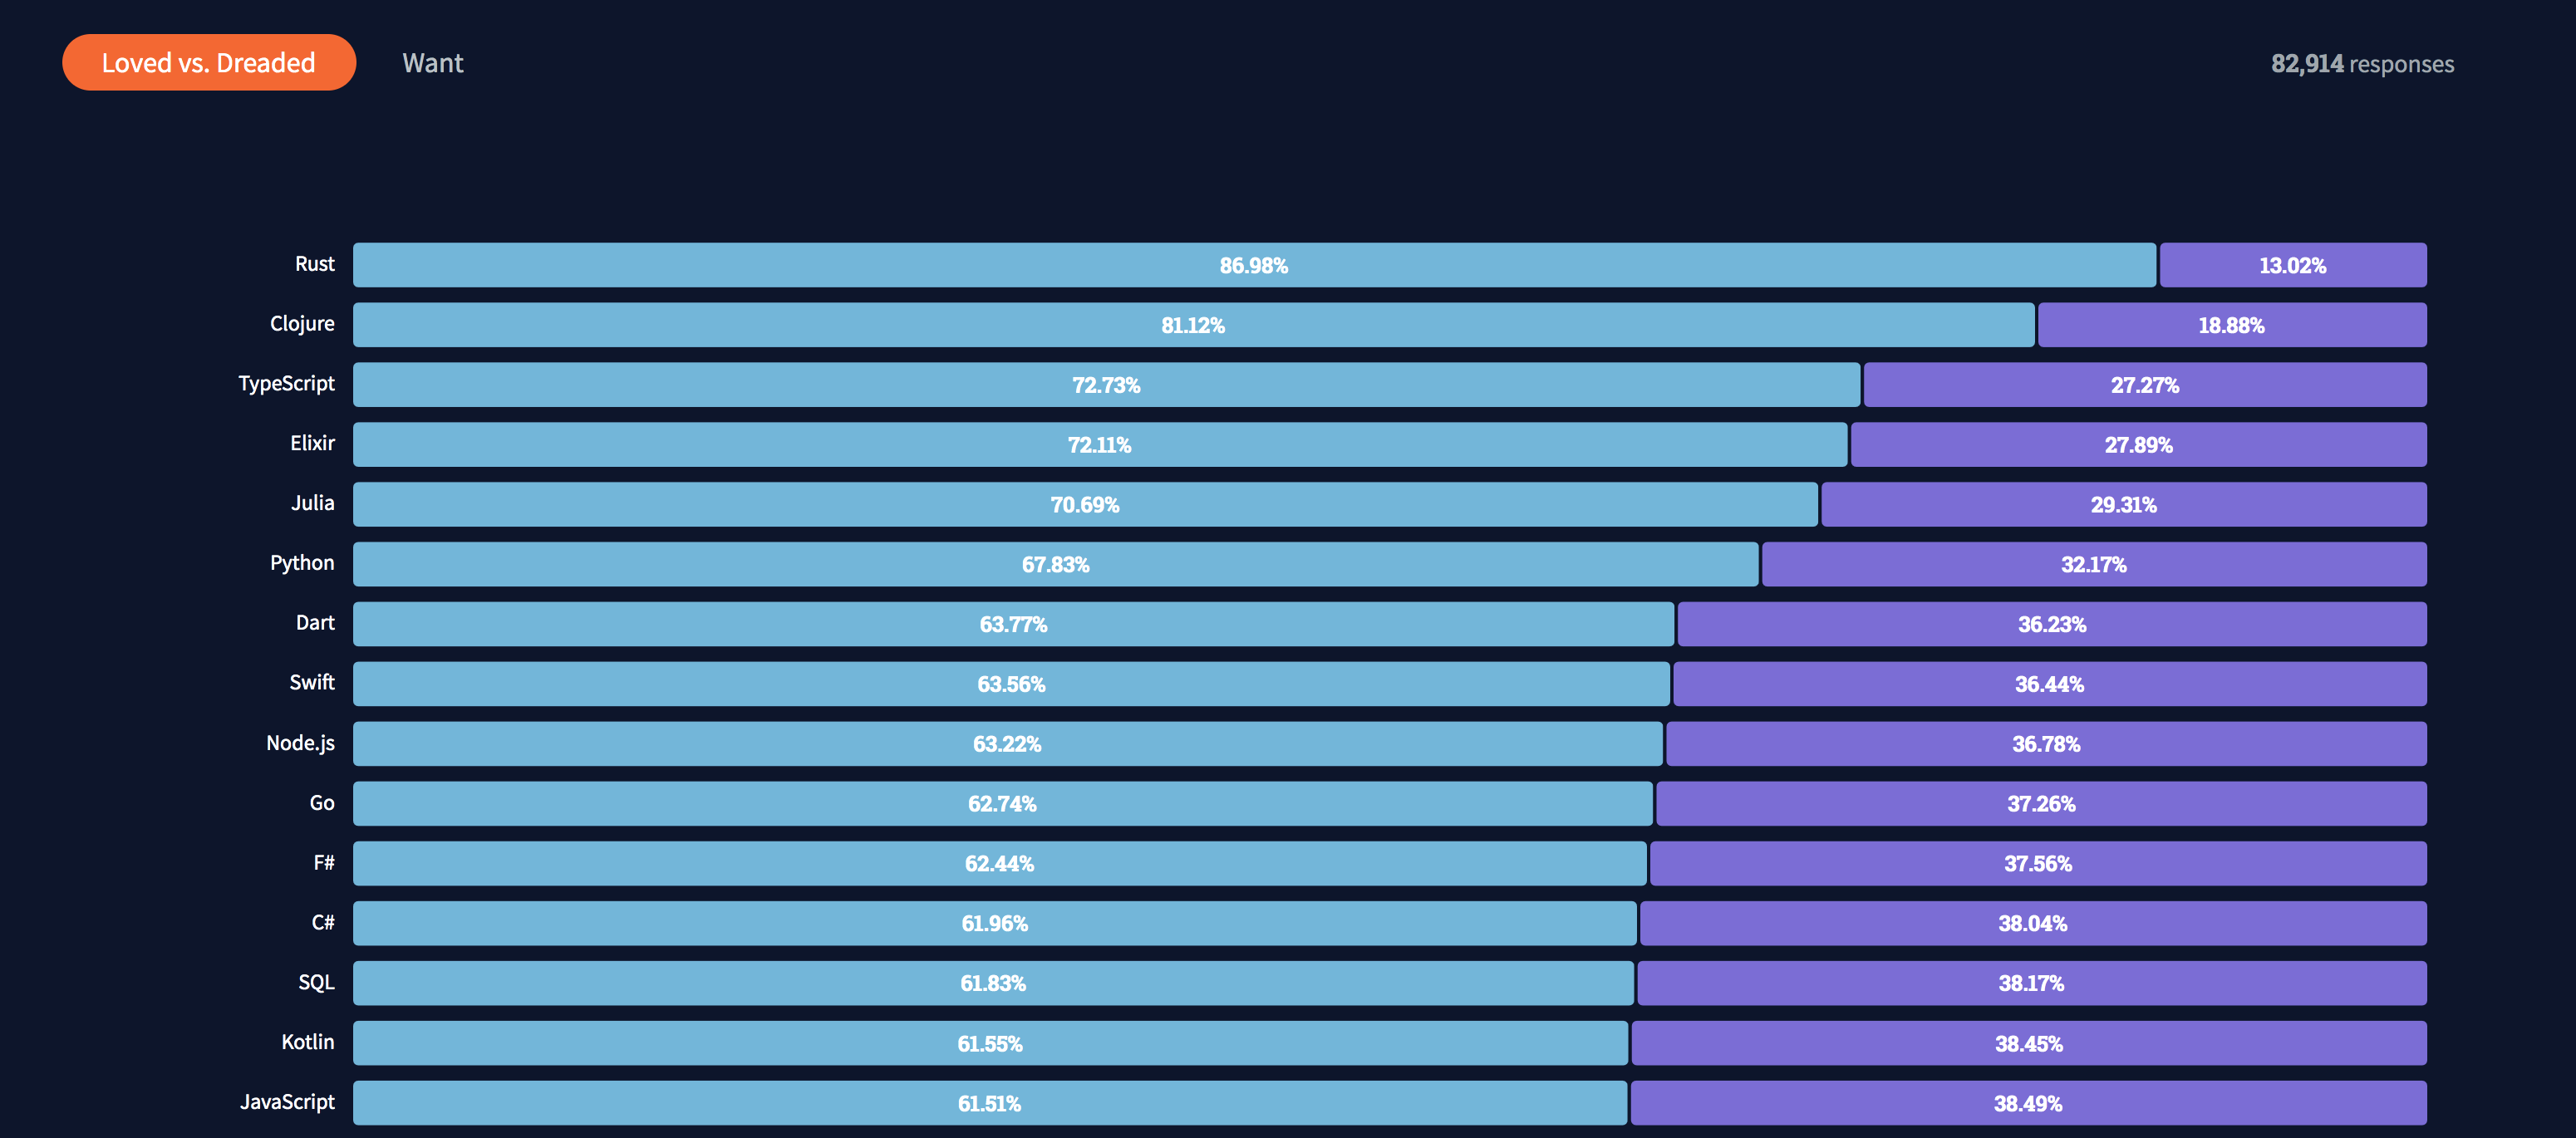 Loved vs. Dreaded Want 82,914 responses
Rust 86.98% 13.02%
Clojure 81.12% 18.88%
TypeScript 72.73% 27.27%
Elixir 72.11% 27.89%
Julia 70.69% 29.31%
Python 67.83% 32.17%
Dart 63.77% 36.23%
Swift 63.56% 36.44%
Node.js 63.22% 36.78%
Go 62.74% 37.26%
F# 62.44% 37.56%
C# 61.96% 38.04%
SQL 61.83% 38.17%
Kotlin 61.55% 38.45%
JavaScript 61.51% 38.49%